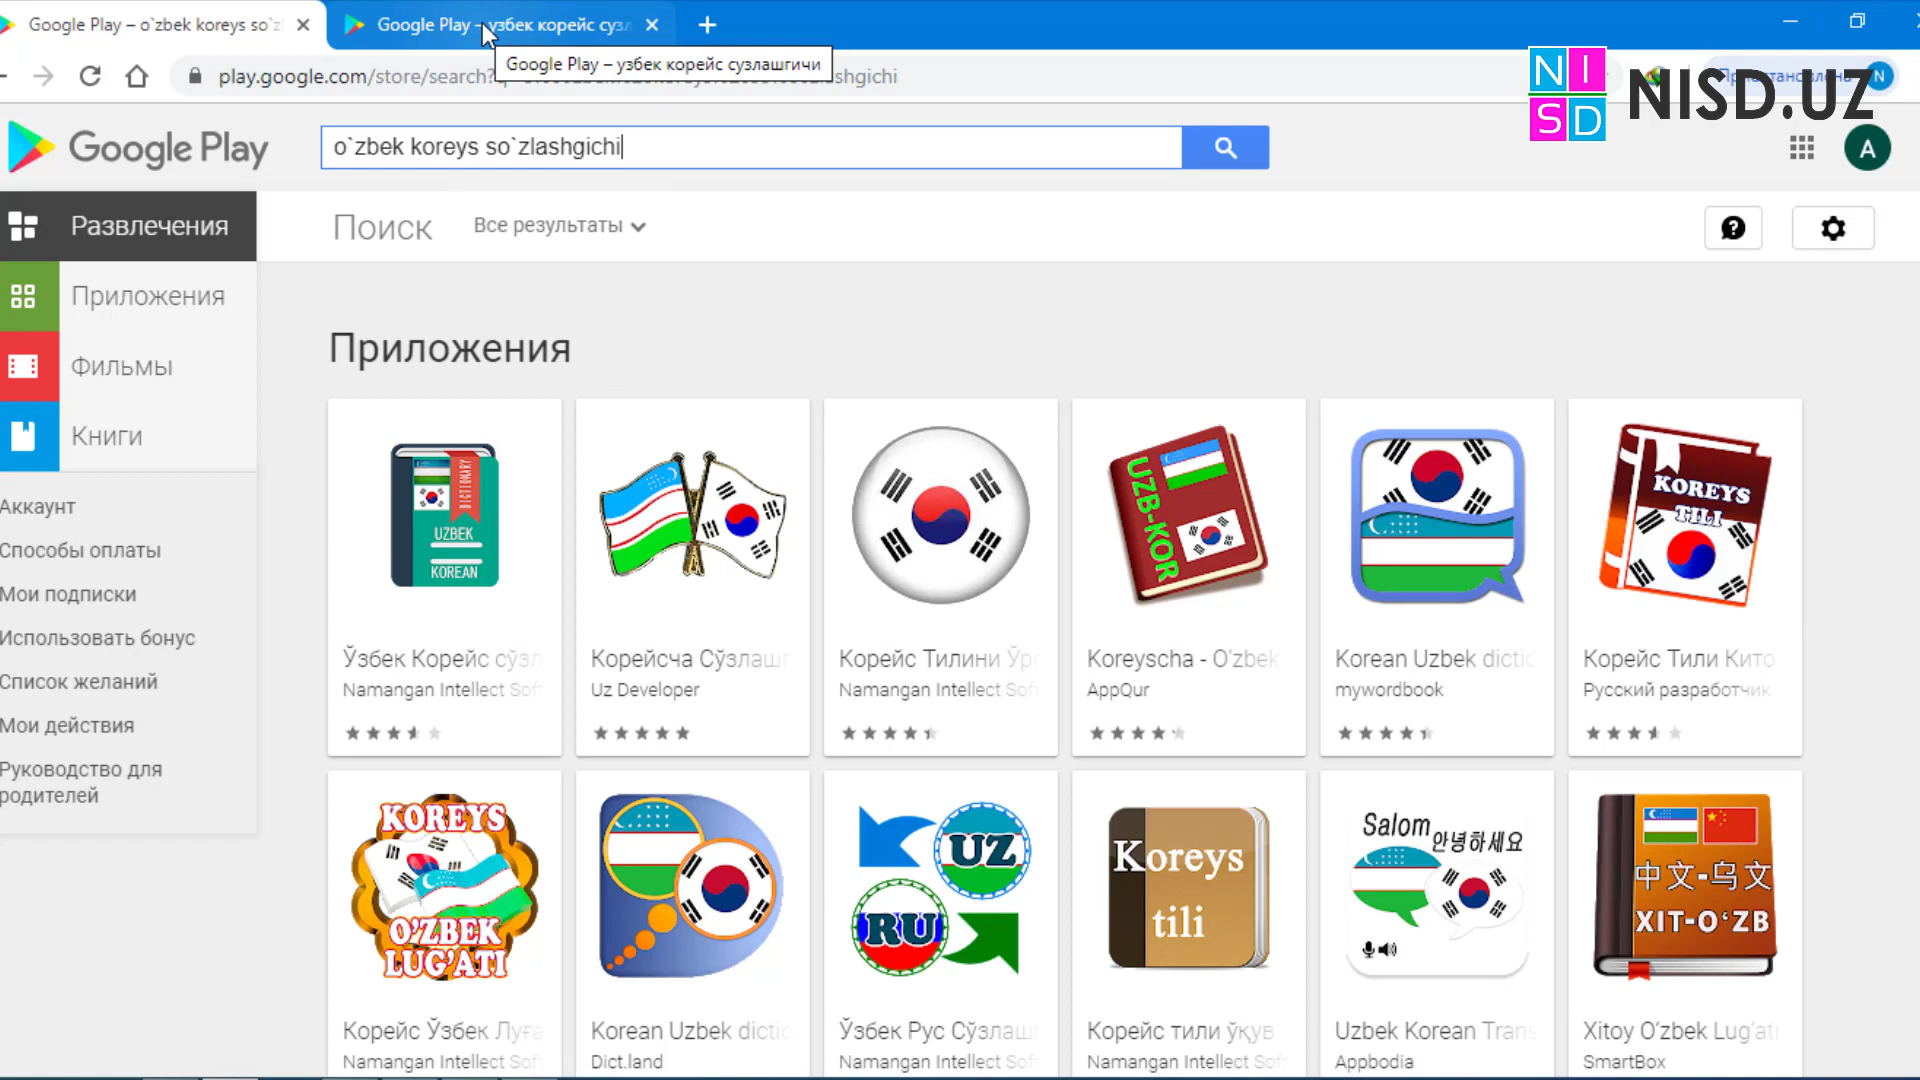 Google Play – o`zbek koreys so`z
Google Play – узбек корейс сузл
Google Play – узбек корейс сузлашгичи
play.google.com/store/search?
shgichi
N
NI
SD
NISD.UZ
Google Play
o`zbek koreys so`zlashgichi
A
Развлечения
Поиск
Все результаты
Приложения
Фильмы
Книги
Аккаунт
Способы оплаты
Мои подписки
Использовать бонус
Список желаний
Мои действия
Руководство для
родителей
Приложения
DICTIONARY
UZBEK
KOREAN
UZB-KOR
KOREYS
TILI
Ўзбек Корейс сўзл
Namangan Intellect Soft
Корейсча Сўзлашг
Uz Developer
Корейс Тилини Ўрг
Namangan Intellect Soft
Koreyscha - O'zbek
AppQur
Korean Uzbek dictio
mywordbook
Корейс Тили Кито
Русский разработчик
KOREYS
O'ZBEK
LUG'ATI
UZ
RU
Koreys
tili
Salom
안녕하세요
中文-乌文
XIT-O‘ZB
Корейс Ўзбек Луға
Namangan Intellect Soft
Korean Uzbek dictio
Dict.land
Ўзбек Рус Сўзлашг
Namangan Intellect Soft
Корейс тили ўқув
Namangan Intellect Soft
Uzbek Korean Trans
Appbodia
Xitoy O’zbek Lug’ati
SmartBox